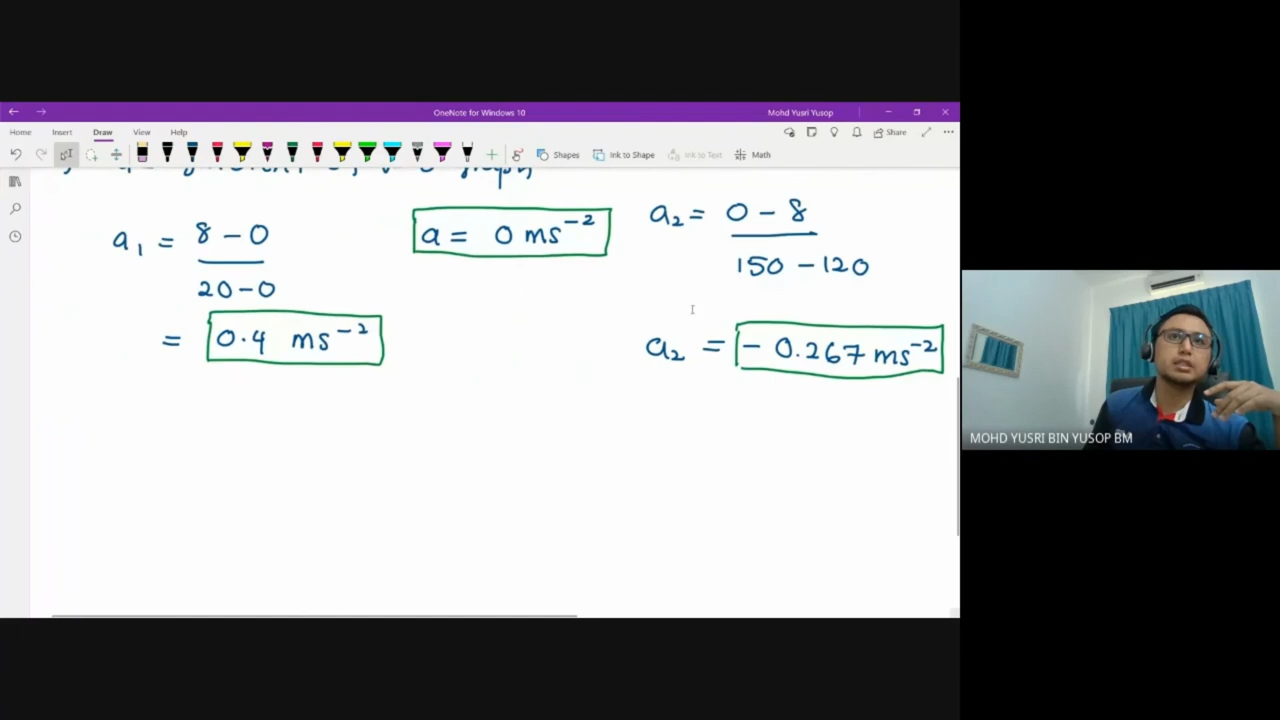 OneNote for Windows 10
Mohd Yusri Yusop
Home Insert Draw View Help
Share
Shapes Ink to Shape Ink to Text Math
a₁ = 8 - 0
20 - 0
= 0.4 ms⁻²
a = 0 ms⁻²
a₂ = 0 - 8
150 - 120
a₂ = - 0.267 ms⁻²
MOHD YUSRI BIN YUSOP BM